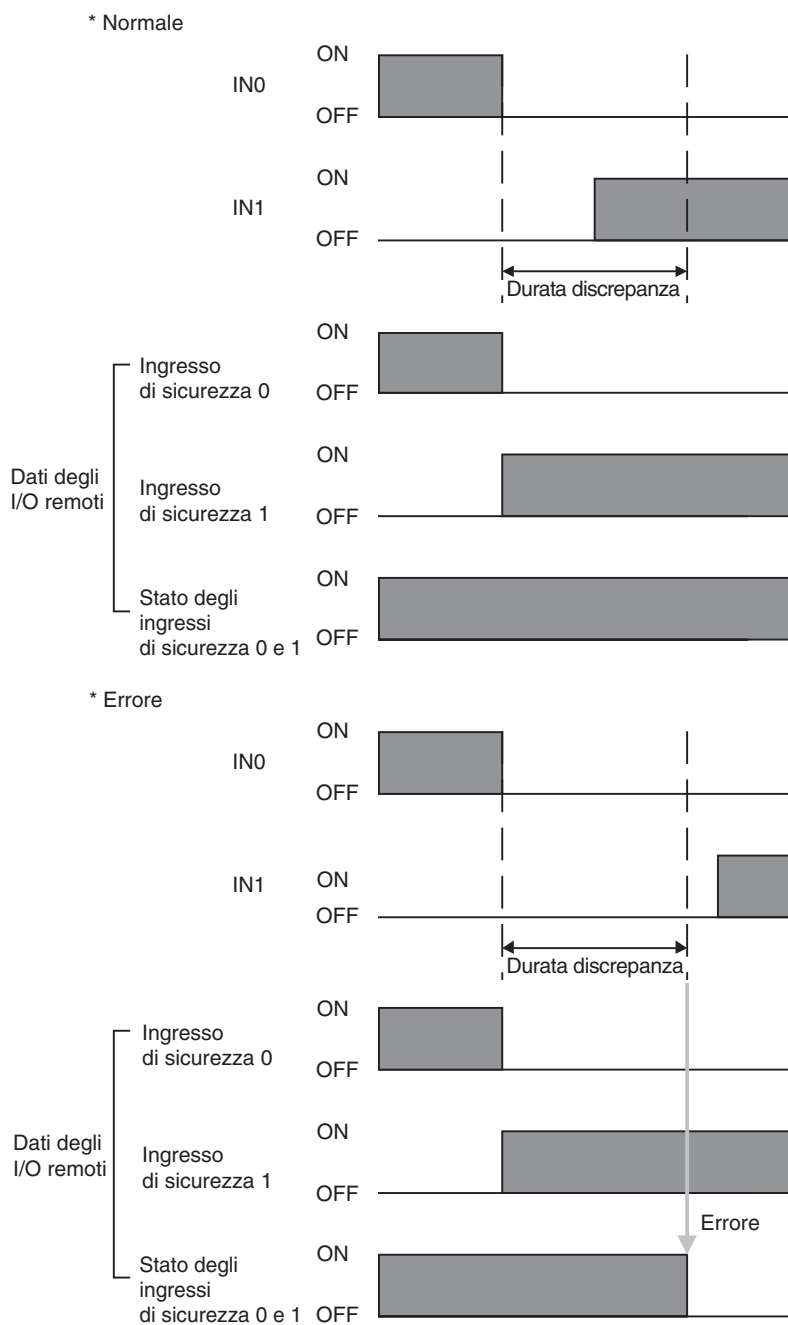 * Normale
ON
IN0
OFF
ON
IN1
OFF
Durata discrepanza
ON
Ingresso
di sicurezza 0
OFF
Dati degli
I/O remoti
ON
Ingresso
di sicurezza 1
OFF
ON
Stato degli
ingressi
di sicurezza 0 e 1
OFF
* Errore
ON
IN0
OFF
ON
IN1
OFF
Durata discrepanza
ON
Ingresso
di sicurezza 0
OFF
Dati degli
I/O remoti
ON
Ingresso
di sicurezza 1
OFF
Errore
ON
Stato degli
ingressi
di sicurezza 0 e 1
OFF